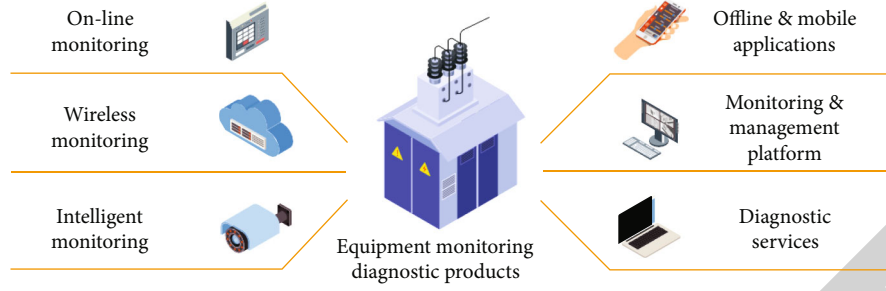 On-line
monitoring
Wireless
monitoring
Intelligent
monitoring
Equipment monitoring
diagnostic products
Offline & mobile
applications
Monitoring &
management
platform
Diagnostic
services